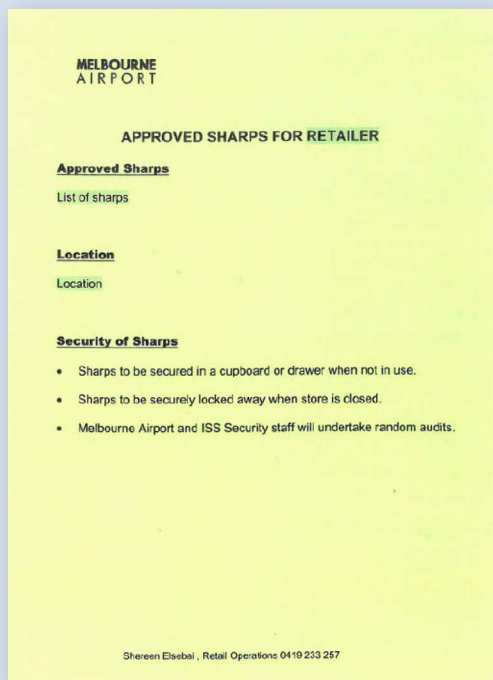 MELBOURNE
AIRPORT
APPROVED SHARPS FOR RETAILER
Approved Sharps
List of sharps
Location
Location
Security of Sharps
• Sharps to be secured in a cupboard or drawer when not in use.
• Sharps to be securely locked away when store is closed.
• Melbourne Airport and ISS Security staff will undertake random audits.
Shereen Elsebai , Retail Operations 0419 233 257